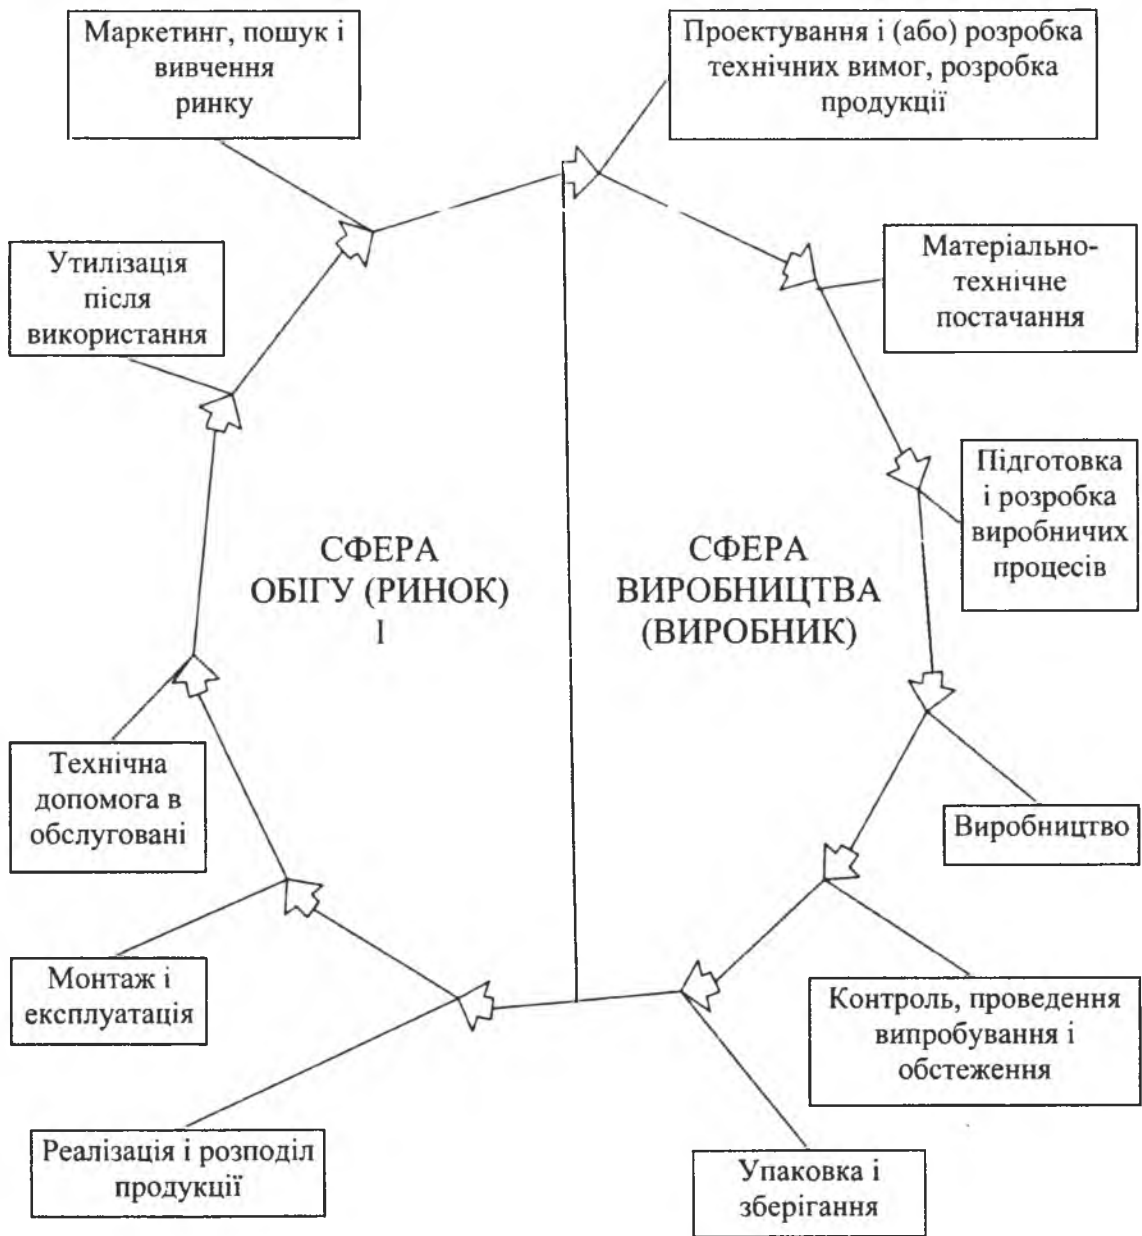 Маркетинг, пошук і
вивчення
ринку
Проектування і (або) розробка
технічних вимог, розробка
продукції
Матеріально-
технічне
постачання
Утилізація
після
використання
Підготовка
і розробка
виробничих
процесів
СФЕРА
ОБІГУ (РИНОК)
І
СФЕРА
ВИРОБНИЦТВА
(ВИРОБНИК)
Технічна
допомога в
обслуговані
Виробництво
Монтаж і
експлуатація
Контроль, проведення
випробування і
обстеження
Реалізація і розподіл
продукції
Упаковка і
зберігання